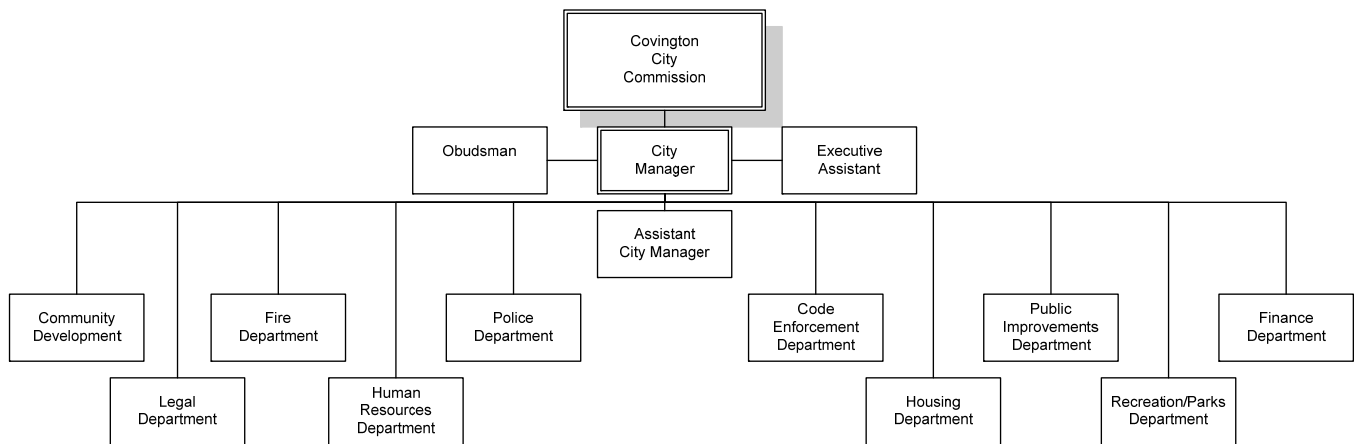 Covington
City
Commission
Obudsman
City
Manager
Executive
Assistant
Assistant
City Manager
Community
Development
Fire
Department
Police
Department
Code
Enforcement
Department
Public
Improvements
Department
Finance
Department
Legal
Department
Human
Resources
Department
Housing
Department
Recreation/Parks
Department